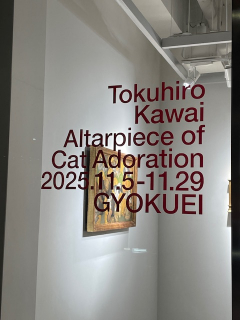 Tokuhiro
Kawai
Altarpiece of
Cat Adoration
2025.11.5-11.29
GYOKUEI